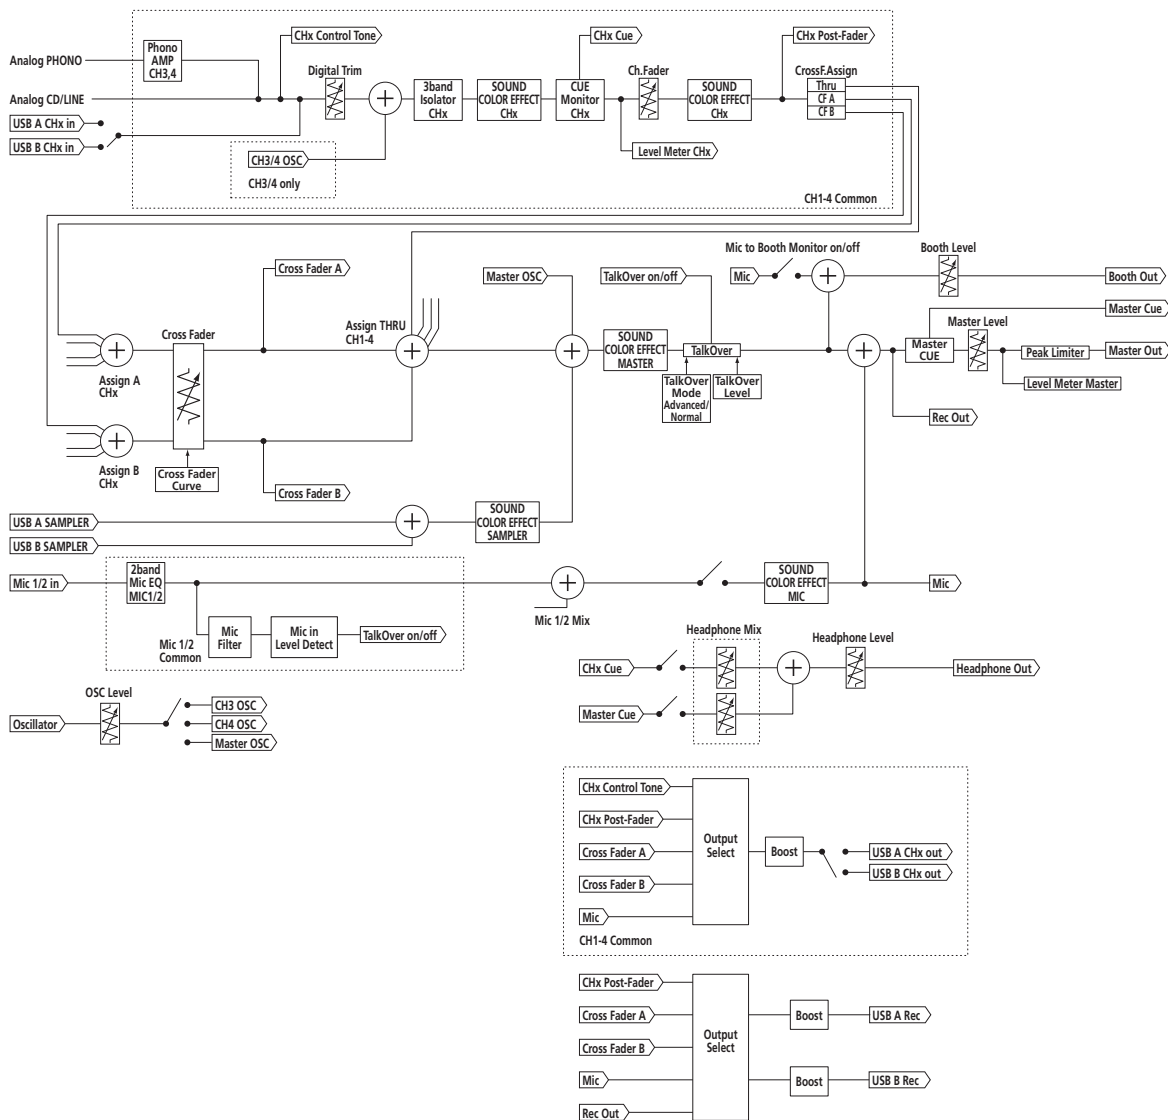 Analog PHONO
Phono
AMP
CH3,4
CHx Control Tone
Digital Trim
CHx Cue
CHx Post-Fader
Analog CD/LINE
USB A CHx in
USB B CHx in
3band
Isolator
CHx
SOUND
COLOR EFFECT
CHx
CUE
Monitor
CHx
Ch.Fader
SOUND
COLOR EFFECT
CHx
CrossF.Assign
Thru
CF A
CF B
CH3/4 OSC
CH3/4 only
Level Meter CHx
CH1-4 Common
Cross Fader A
Cross Fader
Assign A
CHx
Assign B
CHx
Cross Fader
Curve
Cross Fader B
Assign THRU
CH1-4
Master OSC
TalkOver on/off
SOUND
COLOR EFFECT
MASTER
TalkOver
TalkOver
Mode
Advanced/
Normal
TalkOver
Level
Mic to Booth Monitor on/off
Mic
Booth Level
Booth Out
Master Cue
Master Level
Master
CUE
Peak Limiter
Master Out
Level Meter Master
Rec Out
USB A SAMPLER
USB B SAMPLER
SOUND
COLOR EFFECT
SAMPLER
Mic 1/2 in
2band
Mic EQ
MIC1/2
Mic 1/2
Common
Mic
Filter
Mic in
Level Detect
TalkOver on/off
Mic 1/2 Mix
SOUND
COLOR EFFECT
MIC
Mic
Headphone Mix
Headphone Level
CHx Cue
Master Cue
Headphone Out
OSC Level
Oscillator
CH3 OSC
CH4 OSC
Master OSC
CHx Control Tone
CHx Post-Fader
Cross Fader A
Cross Fader B
Mic
Output
Select
Boost
USB A CHx out
USB B CHx out
CH1-4 Common
CHx Post-Fader
Cross Fader A
Cross Fader B
Mic
Rec Out
Output
Select
Boost
USB A Rec
Boost
USB B Rec